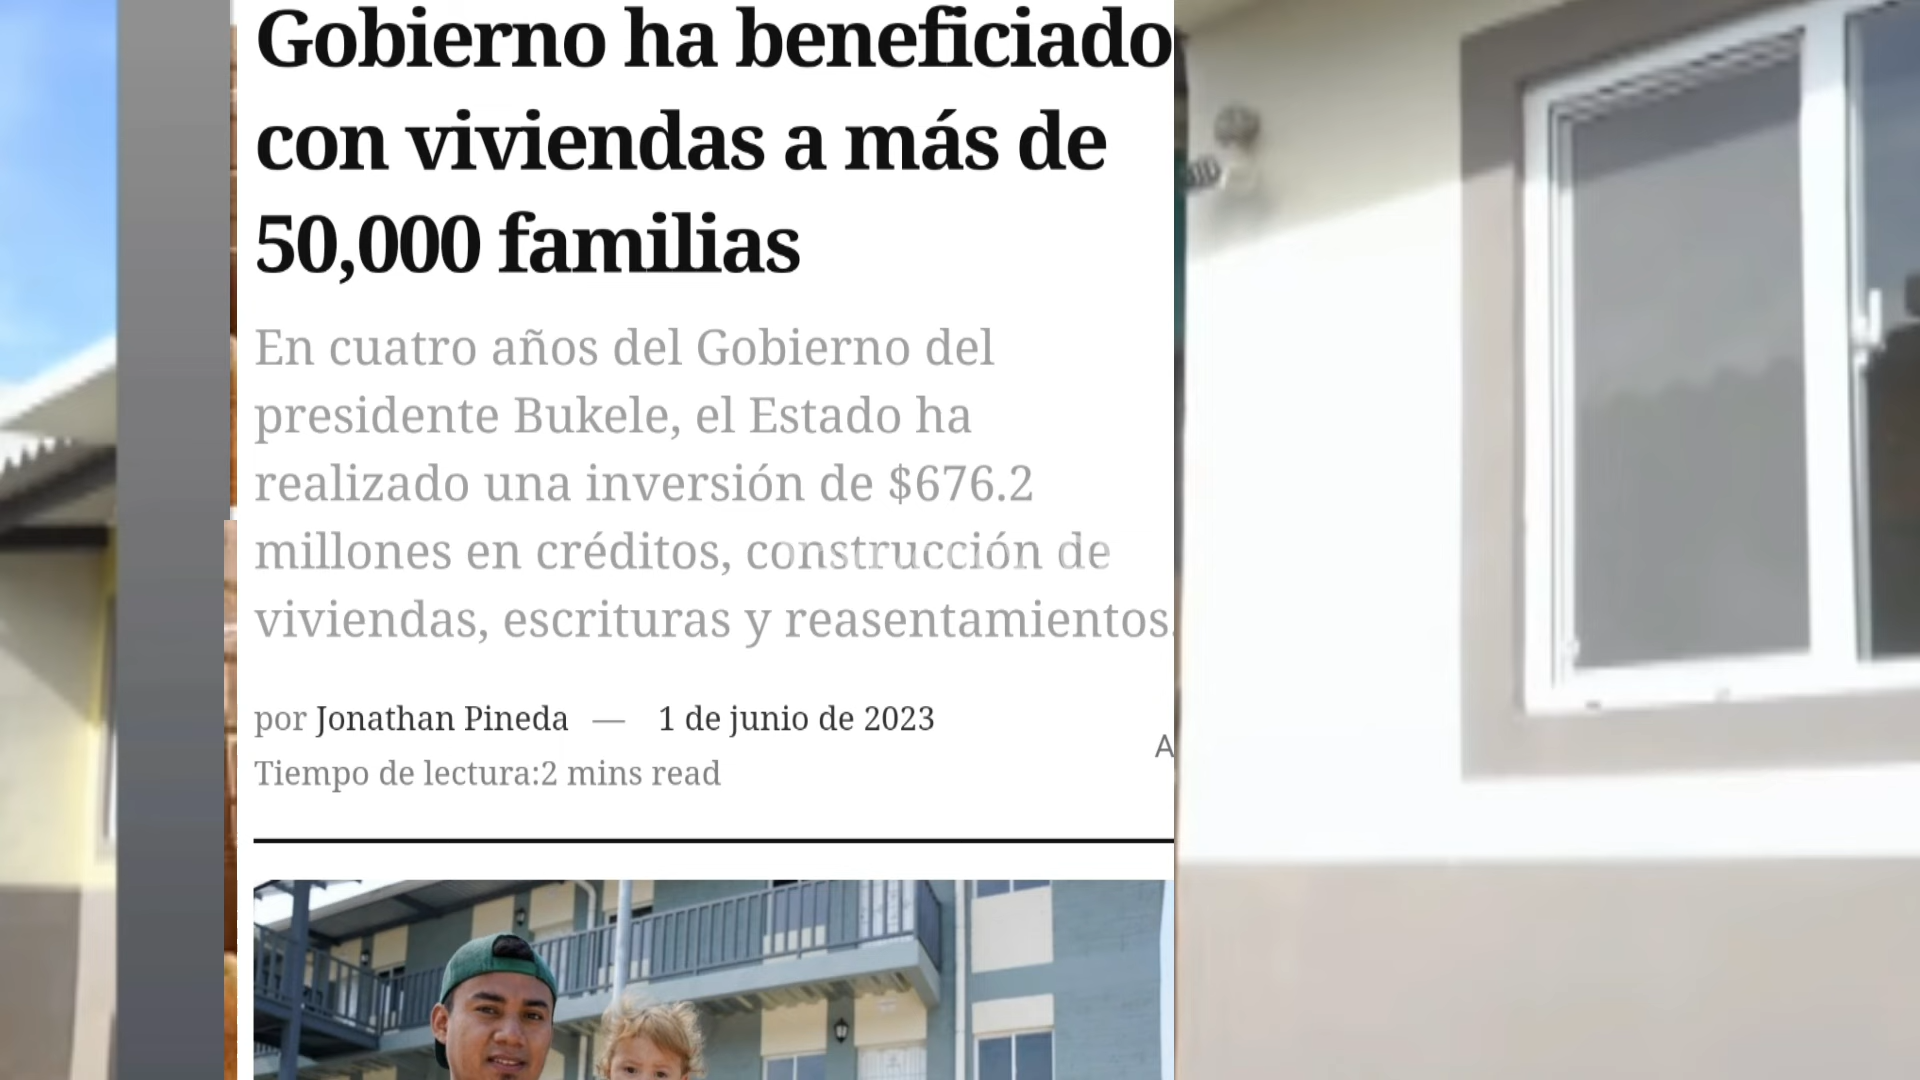 Gobierno ha beneficiado
con viviendas a más de
50,000 familias
En cuatro años del Gobierno del
presidente Bukele, el Estado ha
realizado una inversión de $676.2
millones en créditos, construcción de
viviendas, escrituras y reasentamientos.
por Jonathan Pineda — 1 de junio de 2023
A
Tiempo de lectura:2 mins read